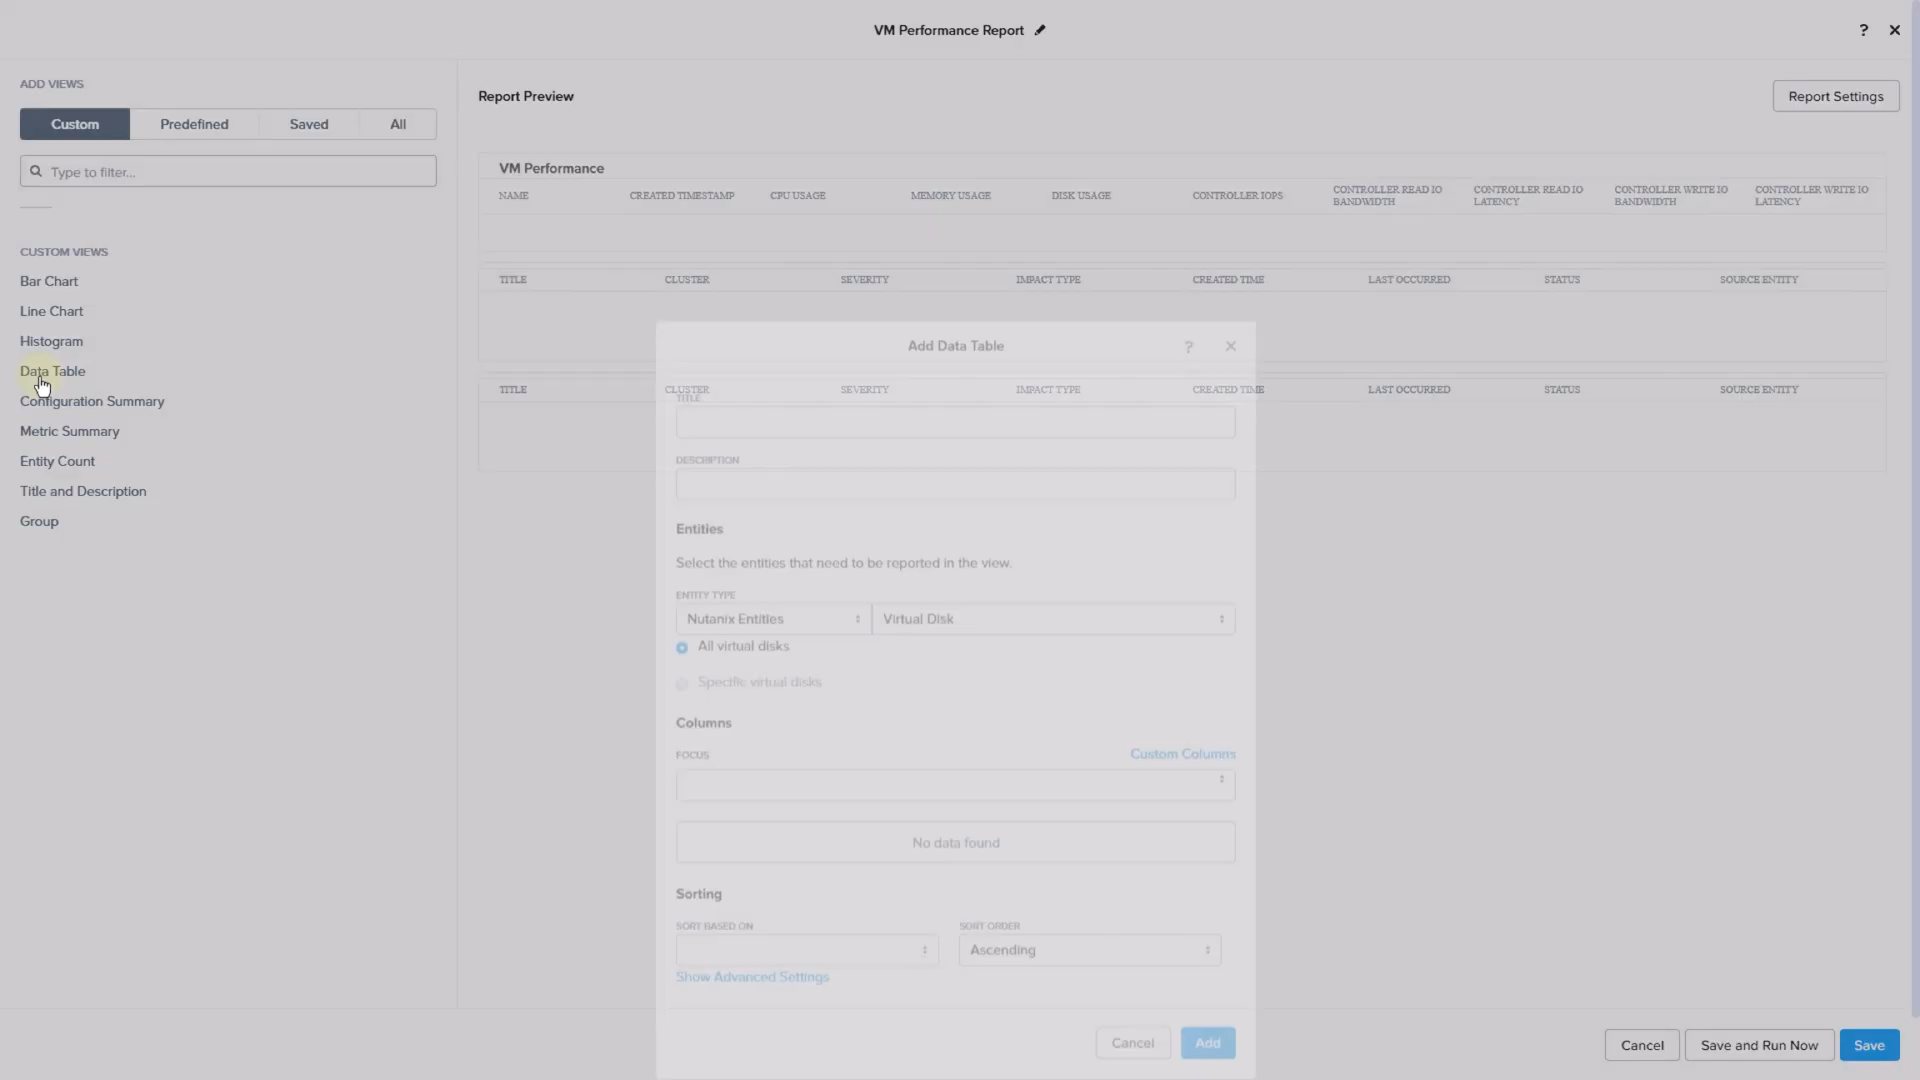 VM Performance Report
?
ADD VIEWS
Custom Predefined Saved All
Type to filter...
CUSTOM VIEWS
Bar Chart
Line Chart
Histogram
Data Table
Configuration Summary
Metric Summary
Entity Count
Title and Description
Group
Report Preview
Report Settings
VM Performance
NAME CREATED TIMESTAMP CPU USAGE MEMORY USAGE DISK USAGE CONTROLLER IOPS CONTROLLER READ IO BANDWIDTH CONTROLLER READ IO LATENCY CONTROLLER WRITE IO BANDWIDTH CONTROLLER WRITE IO LATENCY
TITLE CLUSTER SEVERITY IMPACT TYPE CREATED TIME LAST OCCURRED STATUS SOURCE ENTITY
TITLE CLUSTER SEVERITY IMPACT TYPE CREATED TIME LAST OCCURRED STATUS SOURCE ENTITY
Add Data Table ?
TITLE
DESCRIPTION
Entities
Select the entities that need to be reported in the view.
ENTITY TYPE
Nutanix Entities Virtual Disk
All virtual disks
Specific virtual disks
Columns
FOCUS Custom Columns
No data found
Sorting
SORT BASED ON SORT ORDER
Ascending
Show Advanced Settings
Cancel Add
Cancel Save and Run Now Save